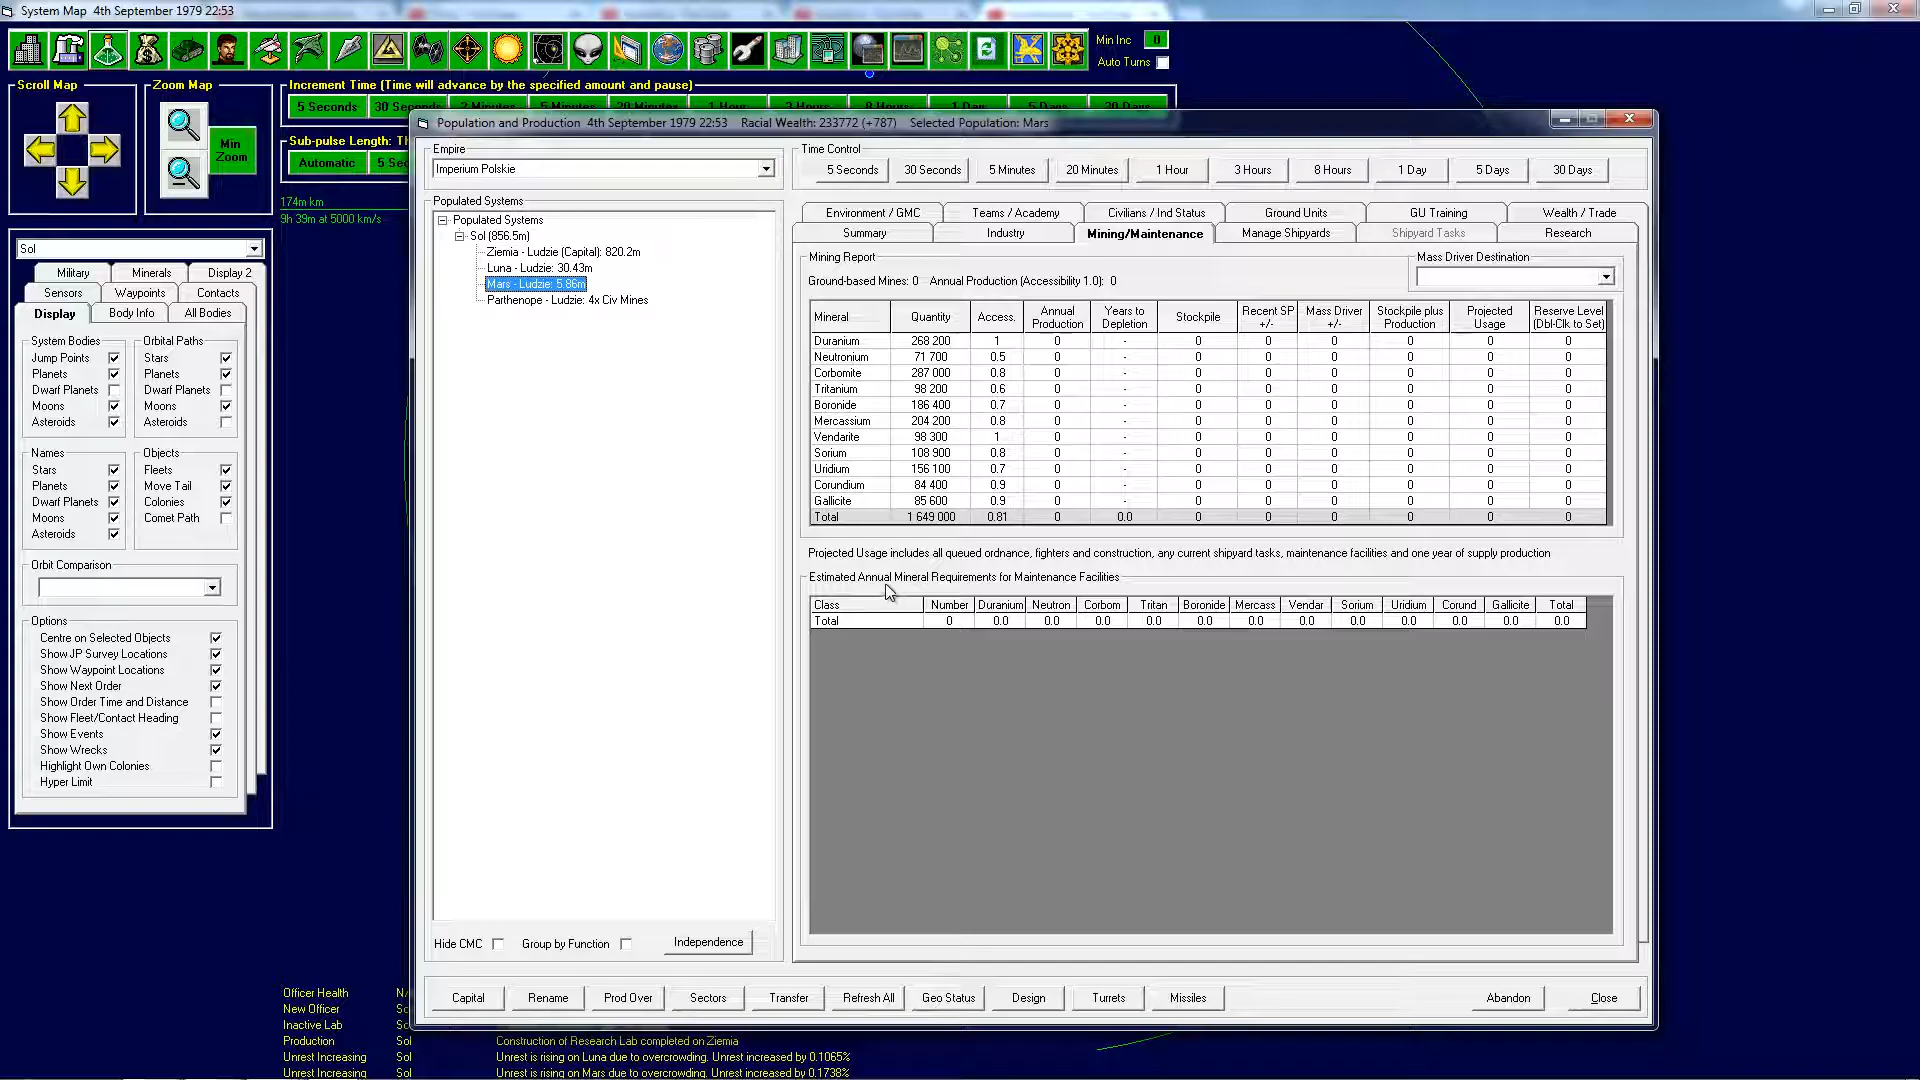 System Map  4th September 1979 22:53
Min Inc 0
Auto Turns
Scroll Map
Zoom Map
Min Zoom
Increment Time (Time will advance by the specified amount and pause)
5 Seconds 30 Seconds 2 Minutes 5 Minutes 20 Minutes 1 Hour 3 Hours 8 Hours 1 Day 5 Days 30 Days
Sub-pulse Length: Th
Automatic 5 Sec
174m km
9h 39m at 5000 km/s
Sol
Military Minerals Display 2
Sensors Waypoints Contacts
Display Body Info All Bodies
System Bodies Orbital Paths
Jump Points Stars
Planets Planets
Dwarf Planets Dwarf Planets
Moons Moons
Asteroids Asteroids
Names Objects
Stars Fleets
Planets Move Tail
Dwarf Planets Colonies
Moons Comet Path
Asteroids
Orbit Comparison
Options
Centre on Selected Objects
Show JP Survey Locations
Show Waypoint Locations
Show Next Order
Show Order Time and Distance
Show Fleet/Contact Heading
Show Events
Show Wrecks
Highlight Own Colonies
Hyper Limit
Population and Production  4th September 1979 22:53    Racial Wealth: 233772 (+787)    Selected Population: Mars
Empire
Imperium Polskie
Populated Systems
Populated Systems
Sol (856.5m)
Ziemia - Ludzie (Capital): 820.2m
Luna - Ludzie: 30.43m
Mars - Ludzie: 5.86m
Parthenope - Ludzie: 4x Civ Mines
Hide CMC Group by Function Independence
Time Control
5 Seconds 30 Seconds 5 Minutes 20 Minutes 1 Hour 3 Hours 8 Hours 1 Day 5 Days 30 Days
Environment / GMC Teams / Academy Civilians / Ind Status Ground Units GU Training Wealth / Trade
Summary Industry Mining/Maintenance Manage Shipyards Shipyard Tasks Research
Mining Report
Mass Driver Destination
Ground-based Mines: 0    Annual Production (Accessibility 1.0): 0
Mineral Quantity Access. Annual Production Years to Depletion Stockpile Recent SP +/- Mass Driver +/- Stockpile plus Production Projected Usage Reserve Level (Dbl-Clk to Set)
Duranium 268 200 1 0 - 0 0 0 0 0 0
Neutronium 71 700 0.5 0 - 0 0 0 0 0 0
Corbomite 287 000 0.8 0 - 0 0 0 0 0 0
Tritanium 98 200 0.6 0 - 0 0 0 0 0 0
Boronide 186 400 0.7 0 - 0 0 0 0 0 0
Mercassium 204 200 0.8 0 - 0 0 0 0 0 0
Vendarite 98 300 1 0 - 0 0 0 0 0 0
Sorium 108 900 0.8 0 - 0 0 0 0 0 0
Uridium 156 100 0.7 0 - 0 0 0 0 0 0
Corundium 84 400 0.9 0 - 0 0 0 0 0 0
Gallicite 85 600 0.9 0 - 0 0 0 0 0 0
Total 1 649 000 0.81 0 0.0 0 0 0 0 0 0
Projected Usage includes all queued ordnance, fighters and construction, any current shipyard tasks, maintenance facilities and one year of supply production
Estimated Annual Mineral Requirements for Maintenance Facilities
Class Number Duranium Neutron Corbom Tritan Boronide Mercass Vendar Sorium Uridium Corund Gallicite Total
Total 0 0.0 0.0 0.0 0.0 0.0 0.0 0.0 0.0 0.0 0.0 0.0 0.0
Capital Rename Prod Over Sectors Transfer Refresh All Geo Status Design Turrets Missiles Abandon Close
Officer Health N/
New Officer Sc
Inactive Lab Sc
Production Sol Construction of Research Lab completed on Ziemia
Unrest Increasing Sol Unrest is rising on Luna due to overcrowding. Unrest increased by 0.1065%
Unrest Increasing Sol Unrest is rising on Mars due to overcrowding. Unrest increased by 0.1738%